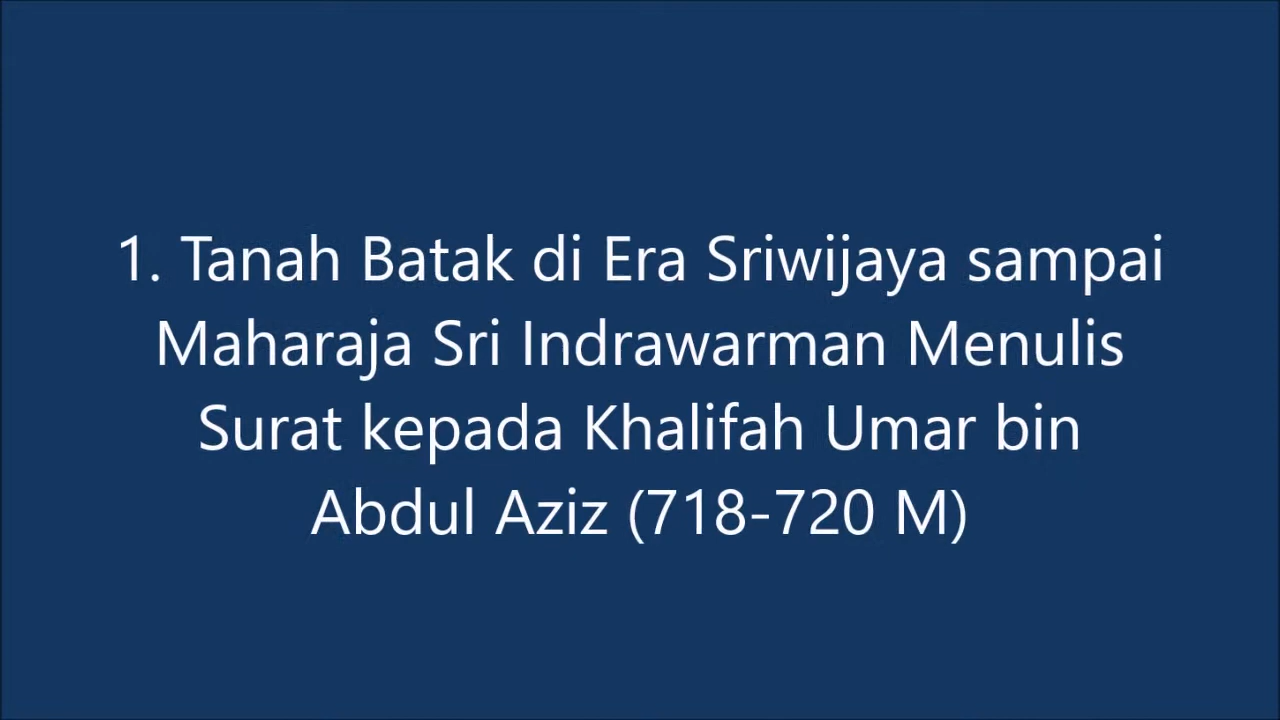 1. Tanah Batak di Era Sriwijaya sampai
Maharaja Sri Indrawarman Menulis
Surat kepada Khalifah Umar bin
Abdul Aziz (718-720 M)